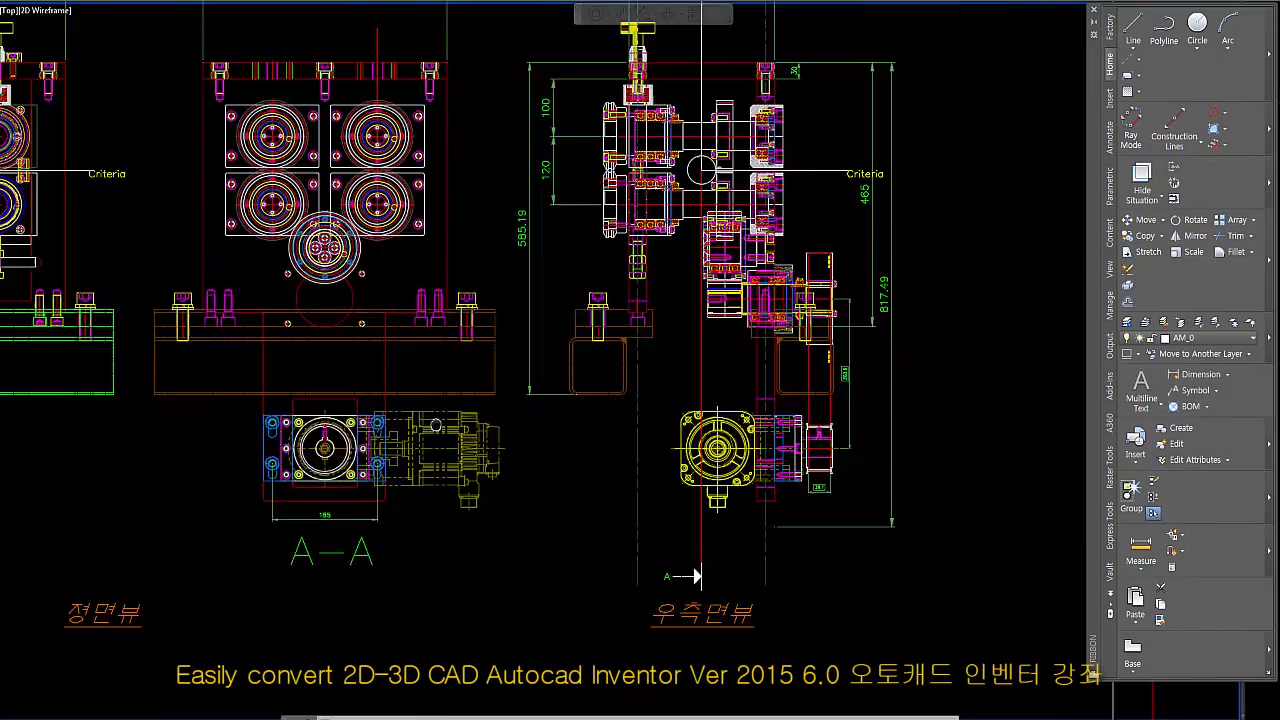 [Top][2D Wireframe]
Factory
Home
Insert
Annotate
Parametric
Content
View
Manage
Output
Add-ins
A360
Raster Tools
Express Tools
Vault
RIBBON
Line
Polyline
Circle
Arc
Ray
Mode
Construction
Lines
Hide
Situation
Move
Rotate
Array
Copy
Mirror
Trim
Stretch
Scale
Fillet
AM_0
Move to Another Layer
Multiline
Text
Dimension
Symbol
BOM
Insert
Create
Edit
Edit Attributes
Group
Measure
Paste
Base
Criteria
Criteria
30
100
120
465
585.19
817.49
185
A-A
A
정면뷰
우측면뷰
Easily convert 2D-3D CAD Autocad Inventor Ver 2015 6.0 오토캐드 인벤터 강좌